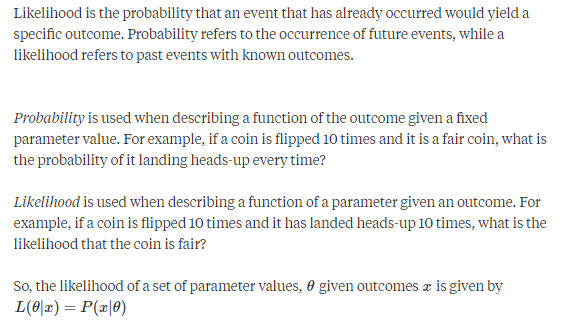 Likelihood is the probability that an event that has already occurred would yield a
specific outcome. Probability refers to the occurrence of future events, while a
likelihood refers to past events with known outcomes.
Probability is used when describing a function of the outcome given a fixed
parameter value. For example, if a coin is flipped 10 times and it is a fair coin, what is
the probability of it landing heads-up every time?
Likelihood is used when describing a function of a parameter given an outcome. For
example, if a coin is flipped 10 times and it has landed heads-up 10 times, what is the
likelihood that the coin is fair?
So, the likelihood of a set of parameter values, θ given outcomes x is given by
L(θ|x) = P(x|θ)